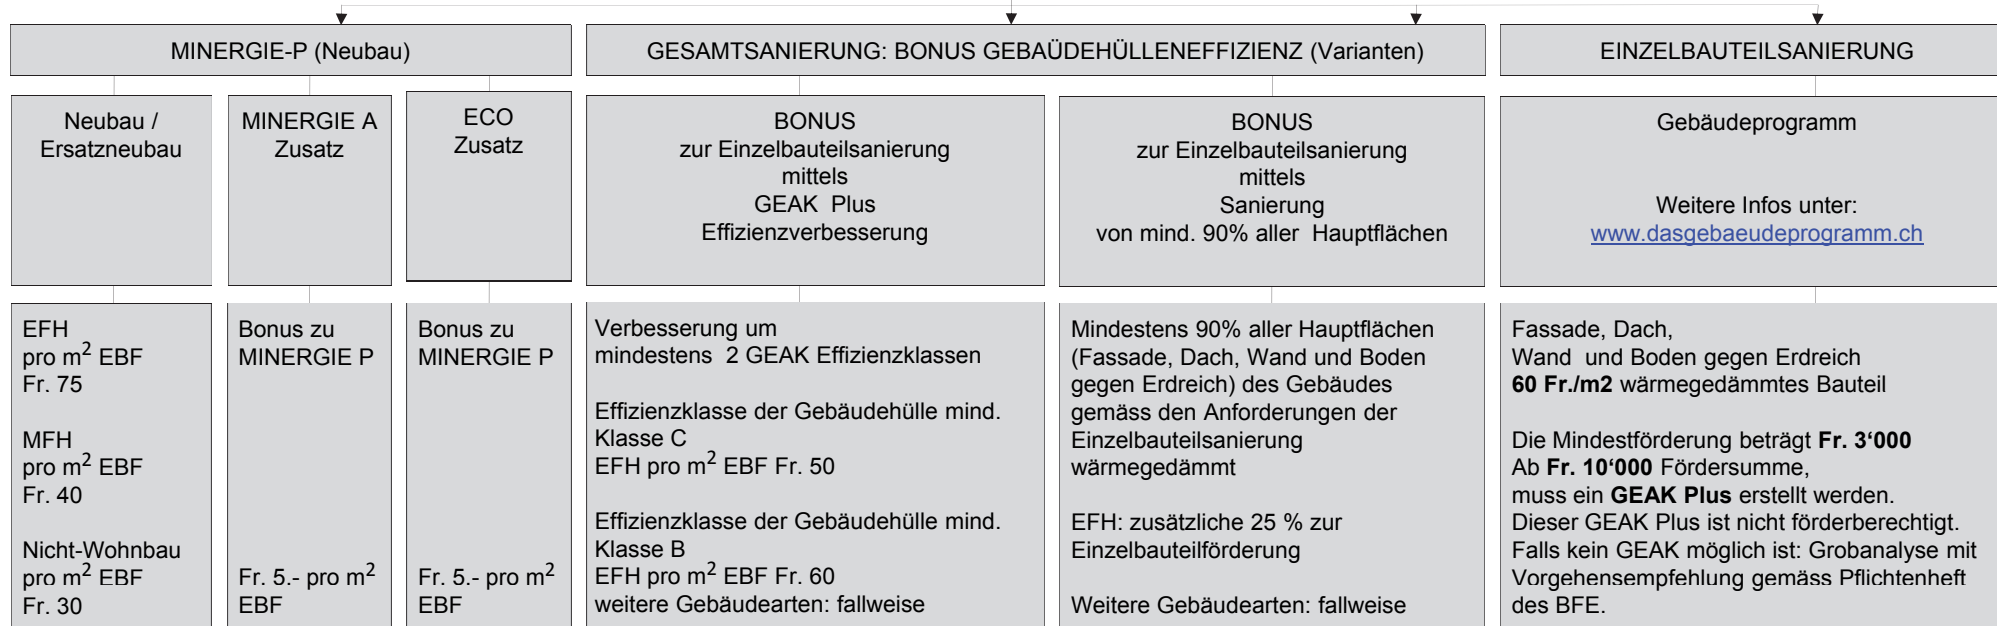 MINERGIE-P (Neubau)
GESAMTSANIERUNG: BONUS GEBAÜDEHÜLLENEFFIZIENZ (Varianten)
EINZELBAUTEILSANIERUNG
Neubau /
Ersatzneubau
MINERGIE A
Zusatz
ECO
Zusatz
BONUS
zur Einzelbauteilsanierung
mittels
GEAK Plus
Effizienzverbesserung
BONUS
zur Einzelbauteilsanierung
mittels
Sanierung
von mind. 90% aller Hauptflächen
Gebäudeprogramm
Weitere Infos unter:
www.dasgebaeudeprogramm.ch
EFH
pro m² EBF
Fr. 75
MFH
pro m² EBF
Fr. 40
Nicht-Wohnbau
pro m² EBF
Fr. 30
Bonus zu
MINERGIE P
Fr. 5.- pro m²
EBF
Bonus zu
MINERGIE P
Fr. 5.- pro m²
EBF
Verbesserung um
mindestens 2 GEAK Effizienzklassen
Effizienzklasse der Gebäudehülle mind.
Klasse C
EFH pro m² EBF Fr. 50
Effizienzklasse der Gebäudehülle mind.
Klasse B
EFH pro m² EBF Fr. 60
weitere Gebäudearten: fallweise
Mindestens 90% aller Hauptflächen
(Fassade, Dach, Wand und Boden
gegen Erdreich) des Gebäudes
gemäss den Anforderungen der
Einzelbauteilsanierung
wärmegedämmt
EFH: zusätzliche 25 % zur
Einzelbauteilförderung
Weitere Gebäudearten: fallweise
Fassade, Dach,
Wand und Boden gegen Erdreich
60 Fr./m2 wärmegedämmtes Bauteil
Die Mindestförderung beträgt Fr. 3‘000
Ab Fr. 10‘000 Fördersumme,
muss ein GEAK Plus erstellt werden.
Dieser GEAK Plus ist nicht förderberechtigt.
Falls kein GEAK möglich ist: Grobanalyse mit
Vorgehensempfehlung gemäss Pflichtenheft
des BFE.